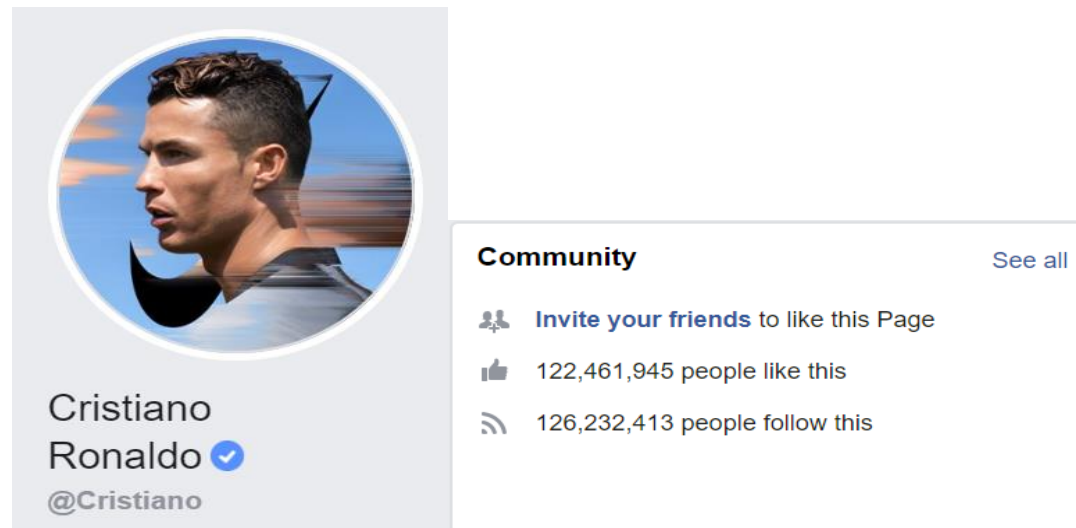 Cristiano
Ronaldo
@Cristiano
Community
See all
Invite your friends to like this Page
122,461,945 people like this
126,232,413 people follow this